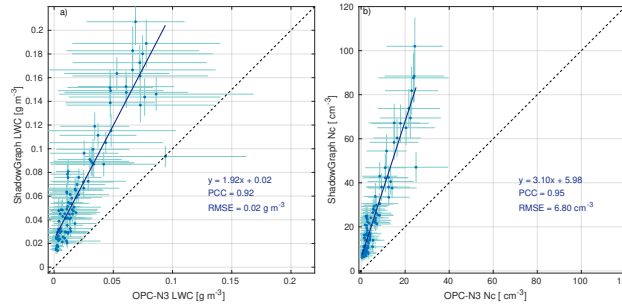 a)
ShadowGraph LWC [g m⁻³]
0.2
0.18
0.16
0.14
0.12
0.1
0.08
0.06
0.04
0.02
0
0 0.05 0.1 0.15 0.2
OPC-N3 LWC [g m⁻³]
y = 1.92x + 0.02
PCC = 0.92
RMSE = 0.02 g m⁻³
b)
ShadowGraph Nc [cm⁻³]
120
100
80
60
40
20
0
0 20 40 60 80 100 120
OPC-N3 Nc [cm⁻³]
y = 3.10x + 5.98
PCC = 0.95
RMSE = 6.80 cm⁻³